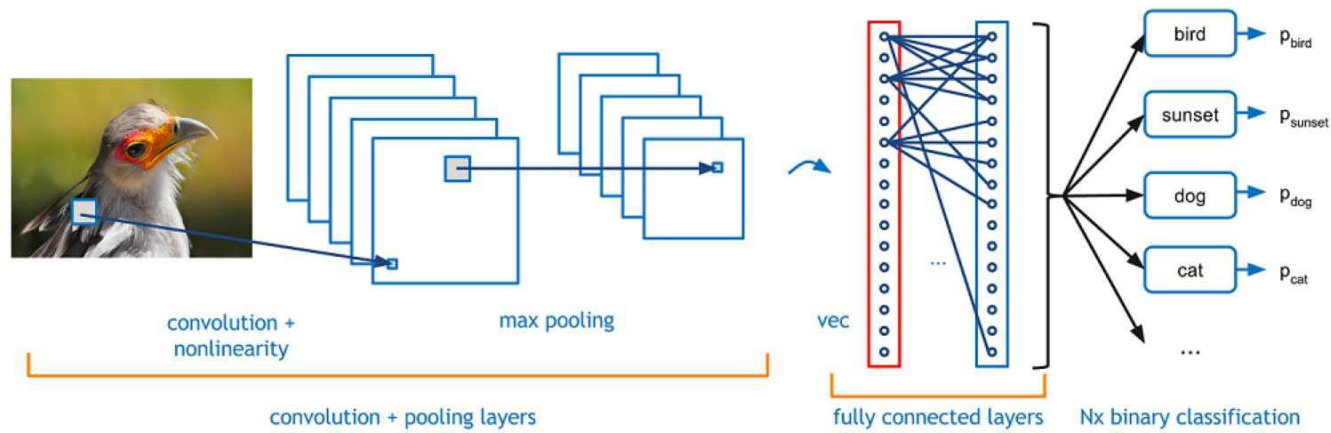 bird
p_bird
sunset
p_sunset
dog
p_dog
cat
p_cat
...
...
convolution +
nonlinearity
max pooling
vec
convolution + pooling layers
fully connected layers
Nx binary classification